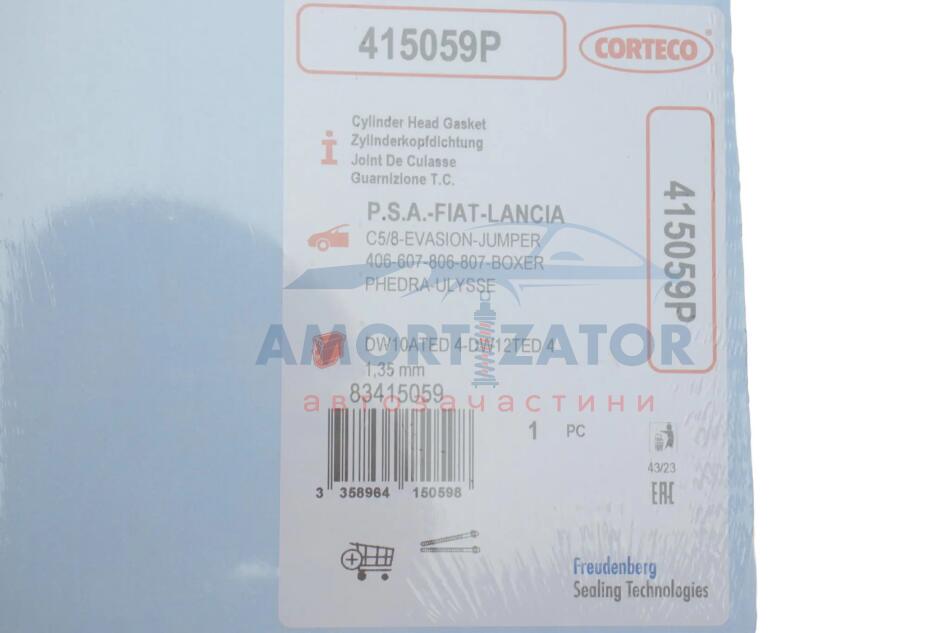 415059P
CORTECO
Cylinder Head Gasket
Zylinderkopfdichtung
Joint De Culasse
Guarnizione T.C.
415059P
P.S.A.-FIAT-LANCIA
C5/8-EVASION-JUMPER
406-607-806-807-BOXER
PHEDRA-ULYSSE
AMORTIZATOR
DW10ATED 4-DW12TED 4
1,35 mm
83415059
автозачастини
1 PC
43/23
EAC
3 358964 150598
Freudenberg
Sealing Technologies